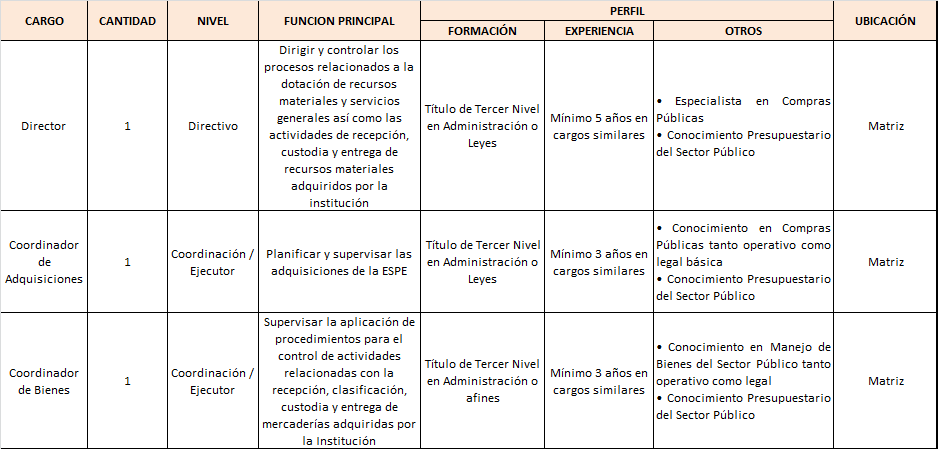 CARGO
CANTIDAD
NIVEL
FUNCION PRINCIPAL
PERFIL
FORMACIÓN
EXPERIENCIA
OTROS
UBICACIÓN
Director
1
Directivo
Dirigir y controlar los
procesos relacionados a la
dotación de recursos
materiales y servicios
generales así como las
actividades de recepción,
custodia y entrega de
recursos materiales
adquiridos por la
institución
Título de Tercer Nivel
en Administración o
Leyes
Mínimo 5 años en
cargos similares
• Especialista en Compras
Públicas
• Conocimiento Presupuestario
del Sector Público
Matriz
Coordinador
de
Adquisiciones
1
Coordinación /
Ejecutor
Planificar y supervisar las
adquisiciones de la ESPE
Título de Tercer Nivel
en Administración o
Leyes
Mínimo 3 años en
cargos similares
• Conocimiento en Compras
Públicas tanto operativo como
legal básica
• Conocimiento Presupuestario
del Sector Público
Matriz
Coordinador
de Bienes
1
Coordinación /
Ejecutor
Supervisar la aplicación de
procedimientos para el
control de actividades
relacionadas con la
recepción, clasificación,
custodia y entrega de
mercaderías adquiridas por
la Institución
Título de Tercer Nivel
en Administración o
afines
Mínimo 3 años en
cargos similares
• Conocimiento en Manejo de
Bienes del Sector Público tanto
operativo como legal
• Conocimiento Presupuestario
del Sector Público
Matriz